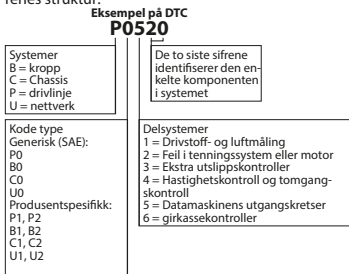 renes struktur.
Eksempel på DTC
P0520
Systemer
B = kropp
C = Chassis
P = drivlinje
U = nettverk
De to siste sifrene
identifiserer den en-
kelte komponenten
i systemet
Kode type
Generisk (SAE):
P0
B0
C0
U0
Produsentspesifikk:
P1, P2
B1, B2
C1, C2
U1, U2
Delsystemer
1 = Drivstoff- og luftmåling
2 = Feil i tenningssystem eller motor
3 = Ekstra utslippskontroller
4 = Hastighetskontroll og tomgang-
skontroll
5 = Datamaskinens utgangskretser
6 = girkassekontroller